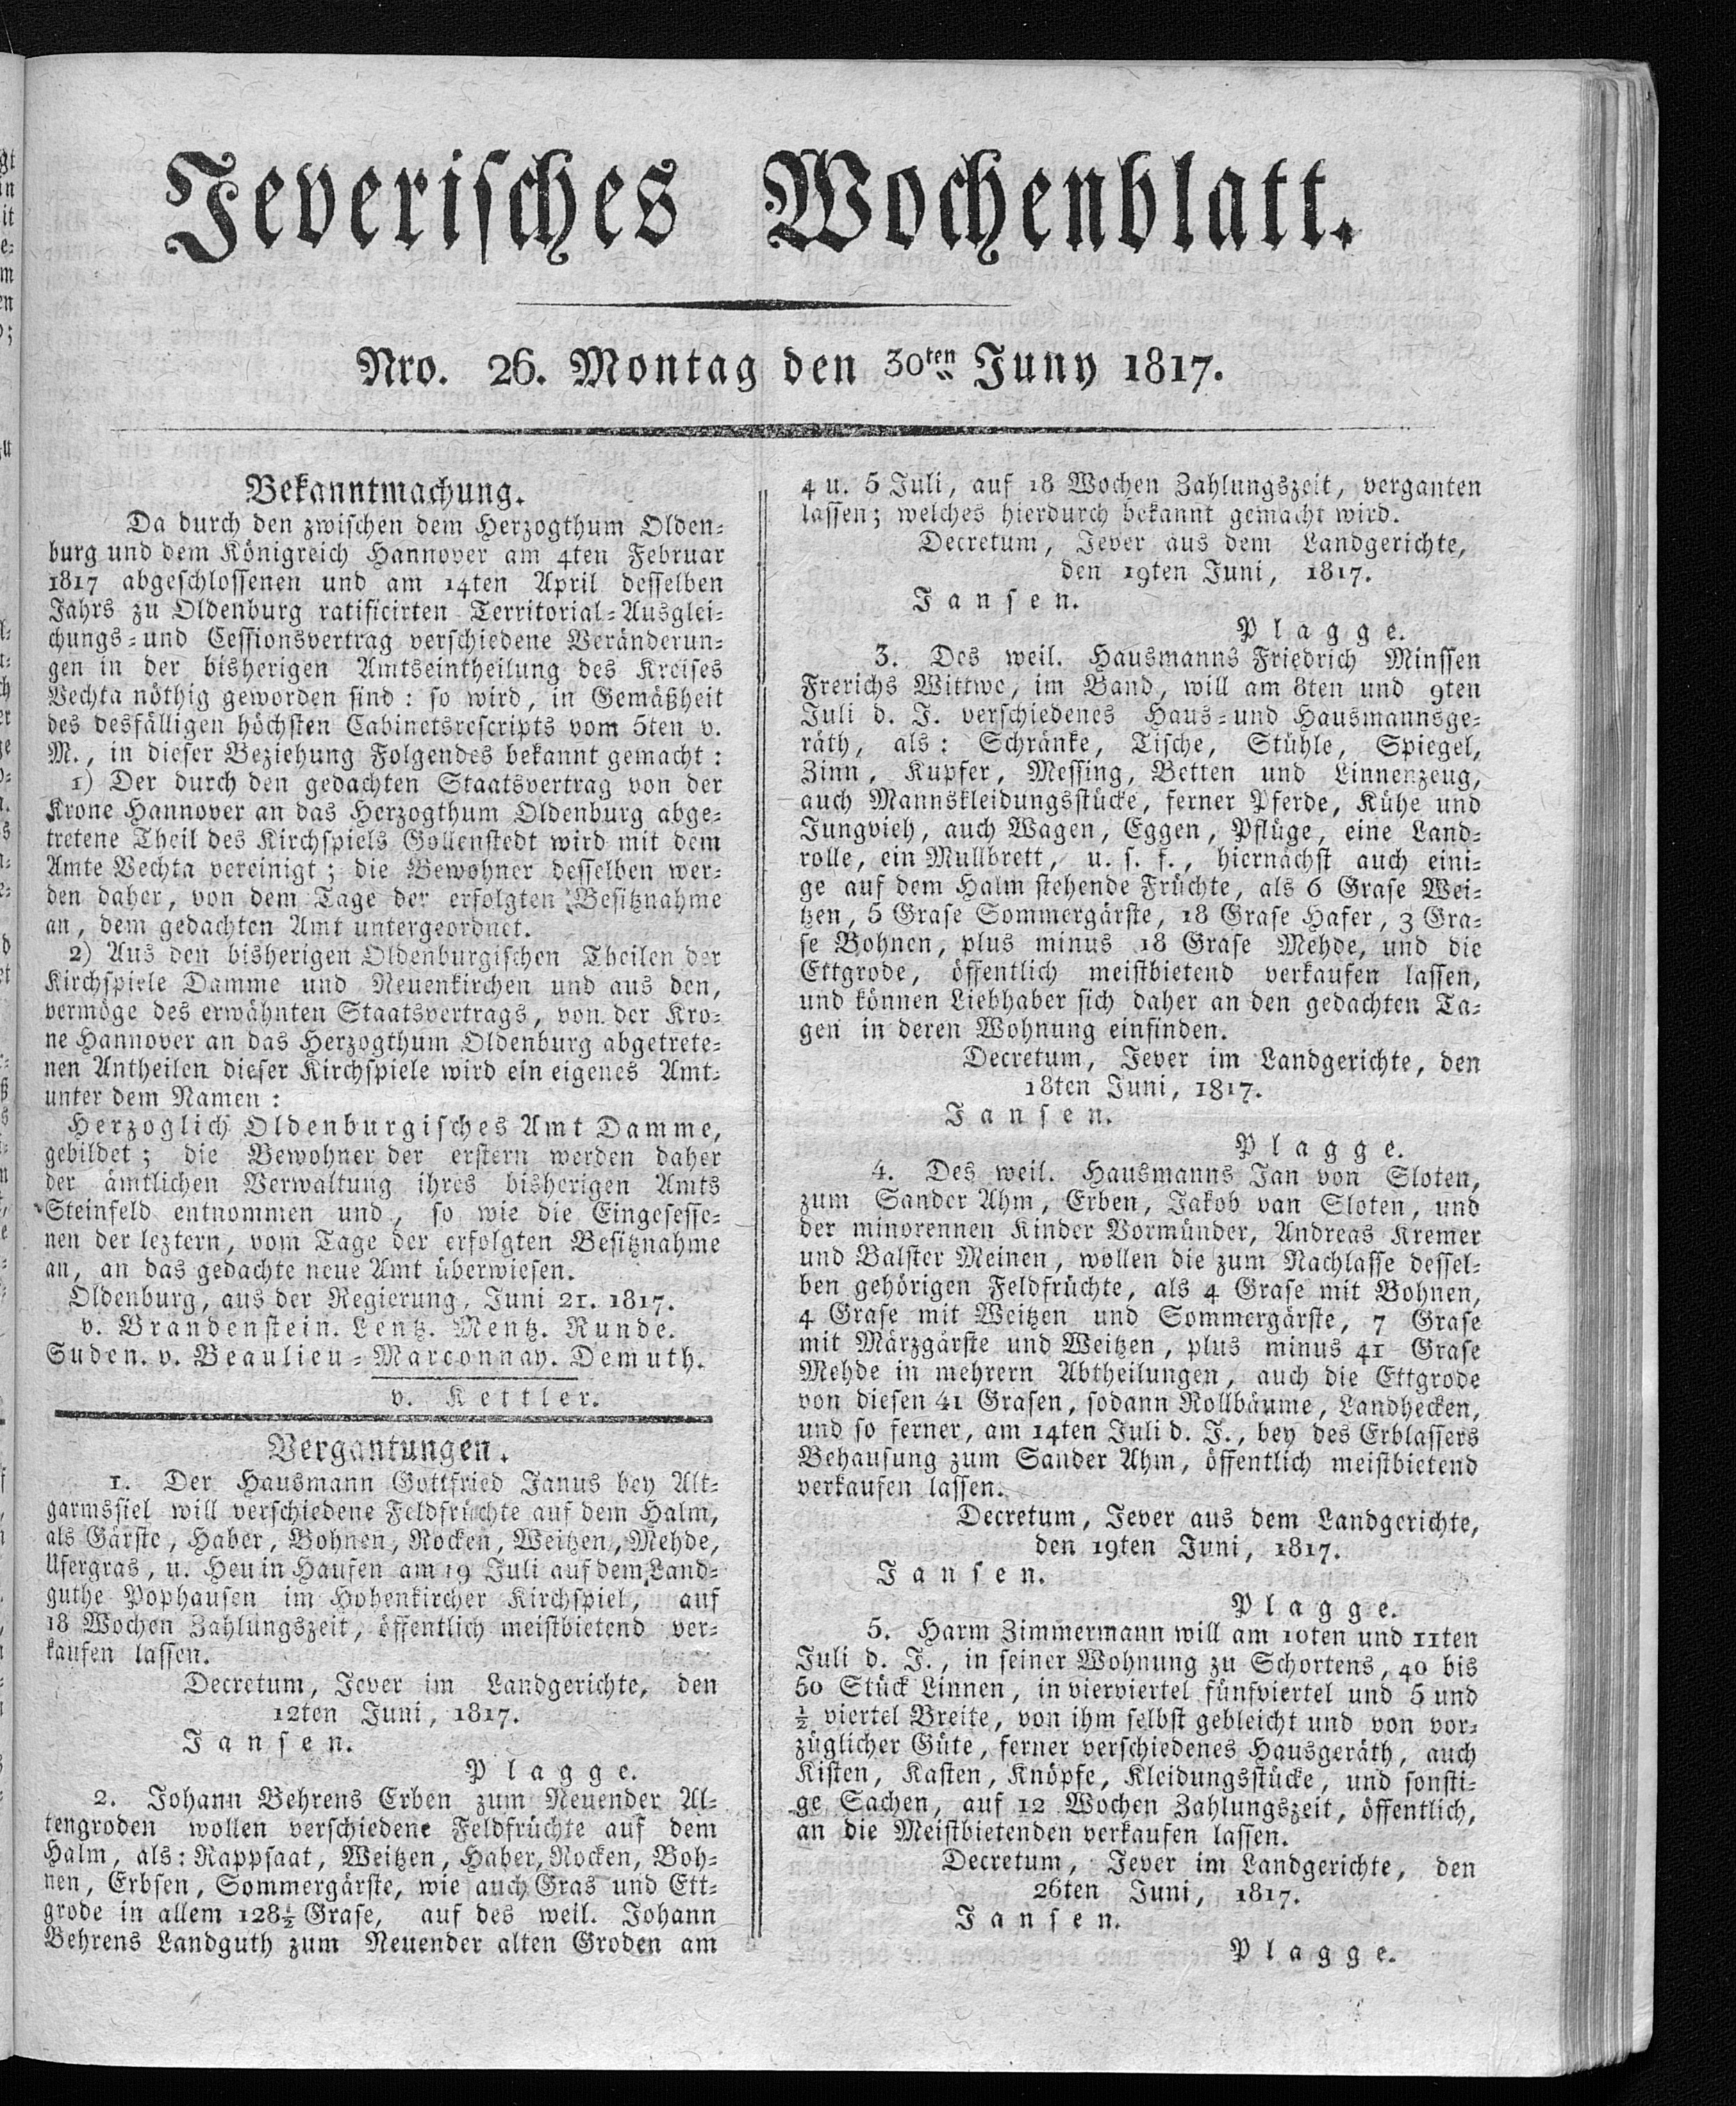 Jeverisches Wochenblatt.
Nro. 26. Montag den 30ten Juny 1817.
Bekanntmachung.
Da durch den zwischen dem Herzogthum Olden-
burg und dem Königreich Hannover am 4ten Februar
1817 abgeschlossenen und am 14ten April desselben
Jahrs zu Oldenburg ratificirten Territorial-Ausglei-
chungs- und Cessionsvertrag verschiedene Veränderun-
gen in der bisherigen Amtseintheilung des Kreises
Vechta nöthig geworden sind: so wird, in Gemäßheit
des desfälligen höchsten Cabinetsrescripts vom 5ten v.
M., in dieser Beziehung Folgendes bekannt gemacht:
1) Der durch den gedachten Staatsvertrag von der
Krone Hannover an das Herzogthum Oldenburg abge-
tretene Theil des Kirchspiels Gollenstedt wird mit dem
Amte Vechta vereinigt; die Bewohner desselben wer-
den daher, von dem Tage der erfolgten Besitznahme
an, dem gedachten Amt untergeordnet.
2) Aus den bisherigen Oldenburgischen Theilen der
Kirchspiele Damme und Neuenkirchen und aus den,
vermöge des erwähnten Staatsvertrags, von der Kro-
ne Hannover an das Herzogthum Oldenburg abgetrete-
nen Antheilen dieser Kirchspiele wird ein eigenes Amt-
unter dem Namen:
Herzoglich Oldenburgisches Amt Damme,
gebildet; die Bewohner der erstern werden daher
der ämtlichen Verwaltung ihres bisherigen Amts
Steinfeld entnommen und, so wie die Eingesesse-
nen der leztern, vom Tage der erfolgten Besitznahme
an, an das gedachte neue Amt überwiesen.
Oldenburg, aus der Regierung, Juni 21. 1817.
v. Brandenstein. Lentz. Mentz. Runde.
Suden. v. Beaulieu-Marconnay. Demuth.
v. Kettler.
Vergantungen.
1. Der Hausmann Gottfried Janus bey Alt-
garmssiel will verschiedene Feldfrüchte auf dem Halm,
als Gärste, Haber, Bohnen, Rocken, Weitzen, Mehde,
Ufergras, u. Heu in Haufen am 19 Juli auf dem Land-
guthe Pophausen im Hohenkircher Kirchspiel, auf
18 Wochen Zahlungszeit, öffentlich meistbietend ver-
kaufen lassen.
Decretum, Jever im Landgerichte, den
12ten Juni, 1817.
Jansen.
Plagge.
2. Johann Behrens Erben zum Neuender Al-
tengroden wollen verschiedene Feldfrüchte auf dem
Halm, als: Rappsaat, Weitzen, Haber, Rocken, Boh-
nen, Erbsen, Sommergärste, wie auch Gras und Ett-
grode in allem 128½ Grase, auf des weil. Johann
Behrens Landguth zum Neuender alten Groden am
4 u. 5 Juli, auf 18 Wochen Zahlungszeit, verganten
lassen; welches hierdurch bekannt gemacht wird.
Decretum, Jever aus dem Landgerichte,
den 19ten Juni, 1817.
Jansen.
Plagge.
3. Des weil. Hausmanns Friedrich Minssen
Frerichs Wittwe, im Band, will am 8ten und 9ten
Juli d. J. verschiedenes Haus- und Hausmannsge-
räth, als: Schränke, Tische, Stühle, Spiegel,
Zinn, Kupfer, Messing, Betten und Linnenzeug,
auch Mannskleidungsstücke, ferner Pferde, Kühe und
Jungvieh, auch Wagen, Eggen, Pflüge, eine Land-
rolle, ein Mullbrett, u. s. f., hiernächst auch eini-
ge auf dem Halm stehende Früchte, als 6 Grase Wei-
tzen, 5 Grase Sommergärste, 18 Grase Hafer, 3 Gra-
se Bohnen, plus minus 18 Grase Mehde, und die
Ettgrode, öffentlich meistbietend verkaufen lassen,
und können Liebhaber sich daher an den gedachten Ta-
gen in deren Wohnung einfinden.
Decretum, Jever im Landgerichte, den
18ten Juni, 1817.
Jansen.
Plagge.
4. Des weil. Hausmanns Jan von Sloten,
zum Sander Ahm, Erben, Jakob van Sloten, und
der minorennen Kinder Vormünder, Andreas Kremer
und Balster Meinen, wollen die zum Nachlasse dessel-
ben gehörigen Feldfrüchte, als 4 Grase mit Bohnen,
4 Grase mit Weitzen und Sommergärste, 7 Grase
mit Märzgärste und Weitzen, plus minus 41 Grase
Mehde in mehrern Abtheilungen, auch die Ettgrode
von diesen 41 Grasen, sodann Rollbäume, Landhecken,
und so ferner, am 14ten Juli d. J., bey des Erblassers
Behausung zum Sander Ahm, öffentlich meistbietend
verkaufen lassen.
Decretum, Jever aus dem Landgerichte,
den 19ten Juni, 1817.
Jansen.
Plagge.
5. Harm Zimmermann will am 10ten und 11ten
Juli d. J., in seiner Wohnung zu Schortens, 40 bis
50 Stück Linnen, in vierviertel fünfviertel und 5 und
½ viertel Breite, von ihm selbst gebleicht und von vor-
züglicher Güte, ferner verschiedenes Hausgeräth, auch
Kisten, Kasten, Knöpfe, Kleidungsstücke, und sonsti-
ge Sachen, auf 12 Wochen Zahlungszeit, öffentlich,
an die Meistbietenden verkaufen lassen.
Decretum, Jever im Landgerichte, den
26ten Juni, 1817.
Jansen.
Plagge.